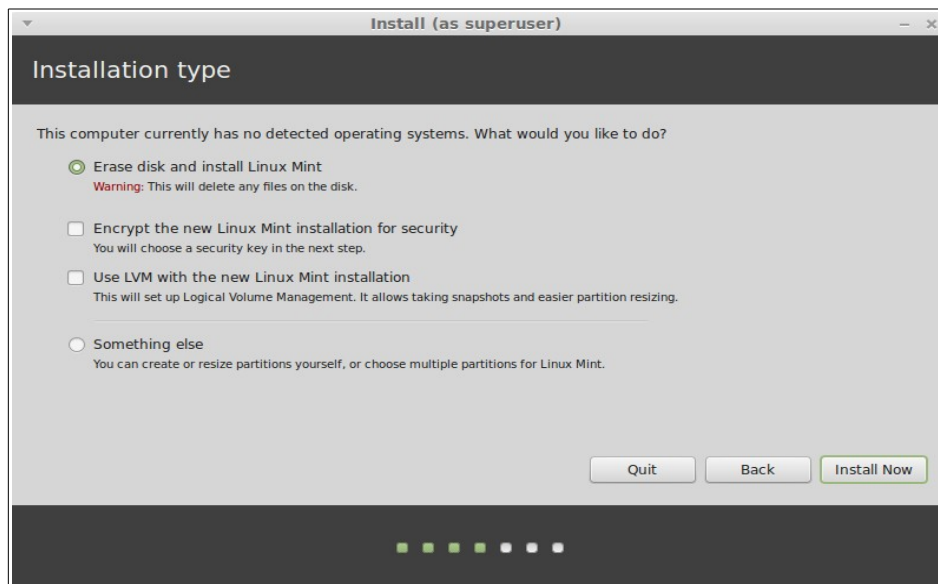 Install (as superuser)
Installation type
This computer currently has no detected operating systems. What would you like to do?
Erase disk and install Linux Mint
Warning: This will delete any files on the disk.
Encrypt the new Linux Mint installation for security
You will choose a security key in the next step.
Use LVM with the new Linux Mint installation
This will set up Logical Volume Management. It allows taking snapshots and easier partition resizing.
Something else
You can create or resize partitions yourself, or choose multiple partitions for Linux Mint.
Quit
Back
Install Now